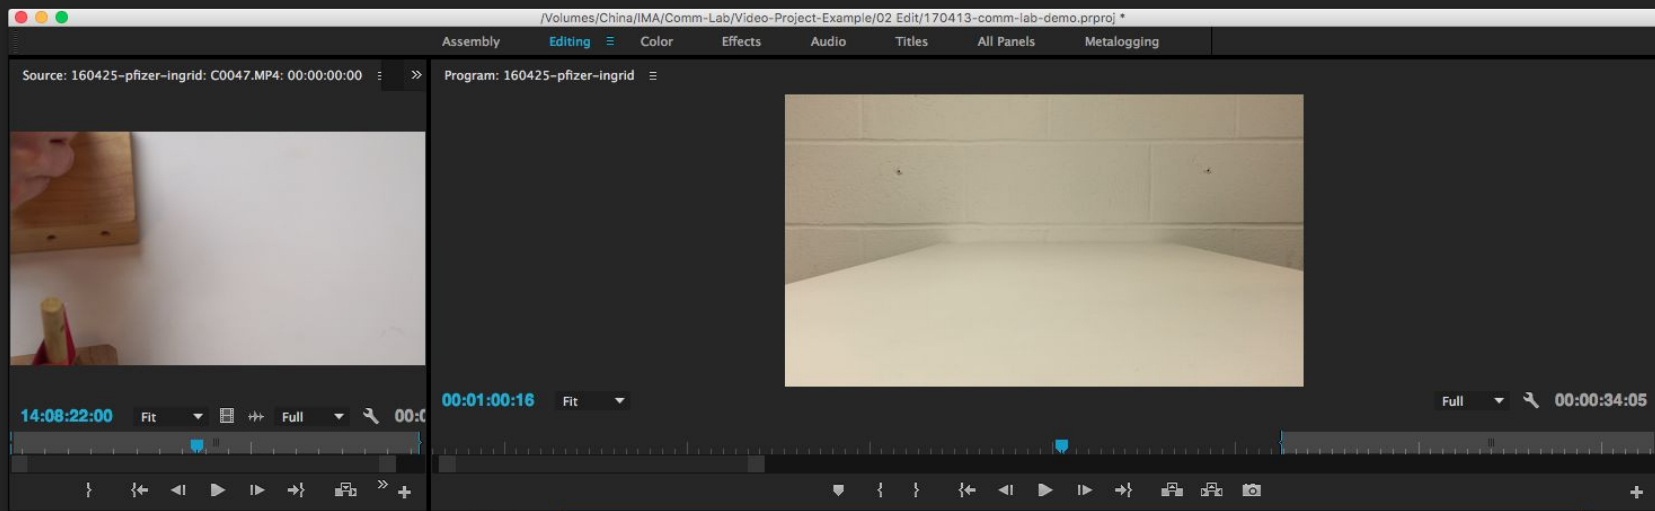 /Volumes/China/IMA/Comm-Lab/Video-Project-Example/02 Edit/170413-comm-lab-demo.prproj *
Assembly Editing Color Effects Audio Titles All Panels Metalogging
Source: 160425-pfizer-ingrid: C0047.MP4: 00:00:00:00
Program: 160425-pfizer-ingrid
14:08:22:00 Fit Full 00:0
00:01:00:16 Fit Full 00:00:34:05